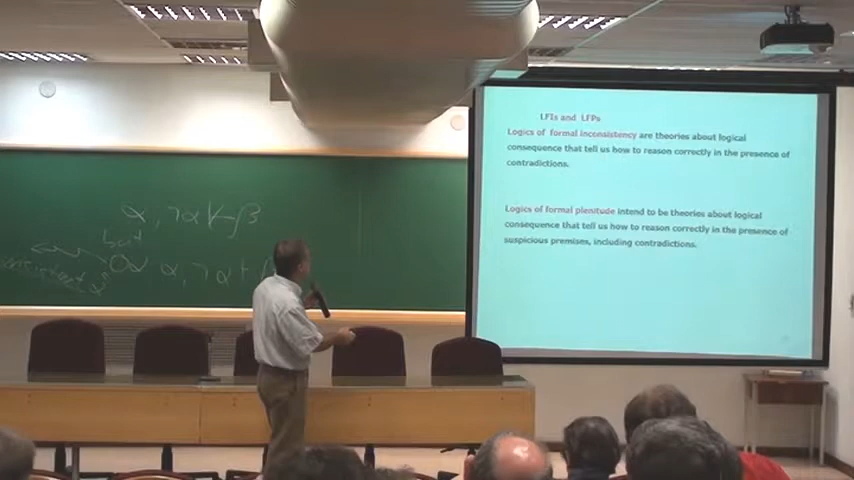 α, ¬α ⊬ β
but
○α α, ¬α ⊢
consistent α"
LFIs and LFPs
Logics of formal inconsistency are theories about logical
consequence that tell us how to reason correctly in the presence of
contradictions.
Logics of formal plenitude intend to be theories about logical
consequence that tell us how to reason correctly in the presence of
suspicious premises, including contradictions.